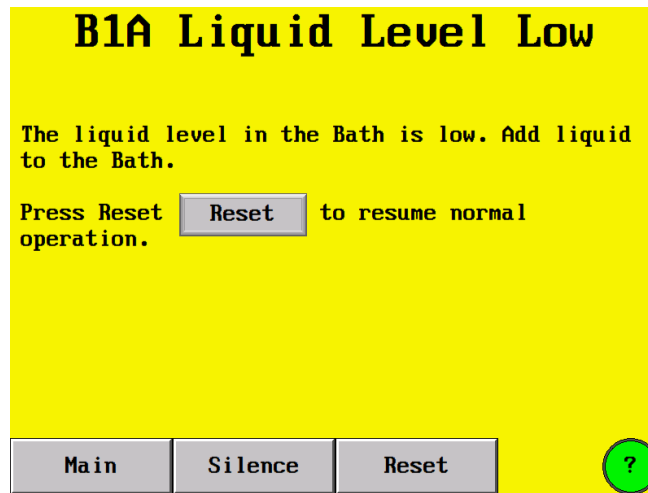 B1A Liquid Level Low
The liquid level in the Bath is low. Add liquid
to the Bath.
Press Reset Reset to resume normal
operation.
Main Silence Reset ?